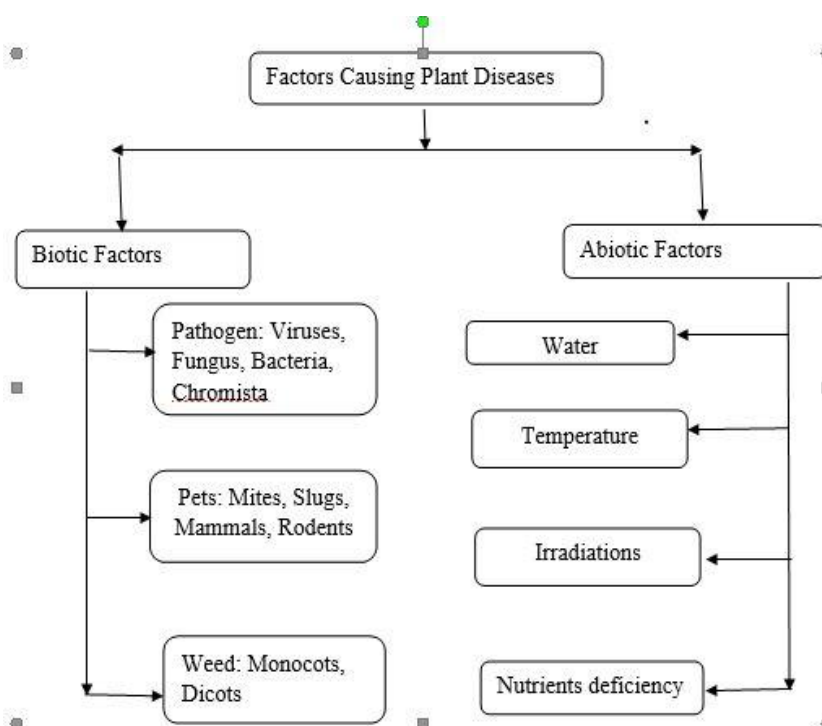 Factors Causing Plant Diseases
Biotic Factors
Pathogen: Viruses,
Fungus, Bacteria,
Chromista
Pets: Mites, Slugs,
Mammals, Rodents
Weed: Monocots,
Dicots
Abiotic Factors
Water
Temperature
Irradiations
Nutrients deficiency